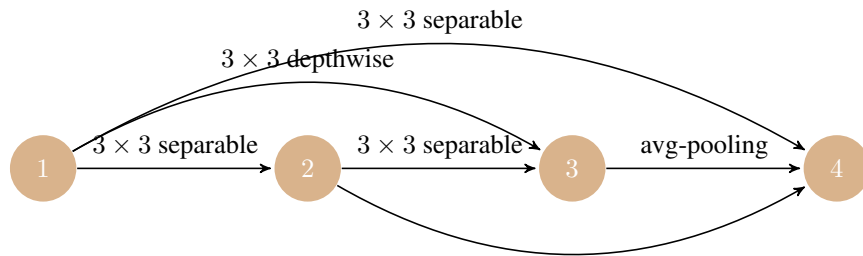 3 × 3 separable
3 × 3 depthwise
3 × 3 separable
3 × 3 separable
avg-pooling
1
2
3
4